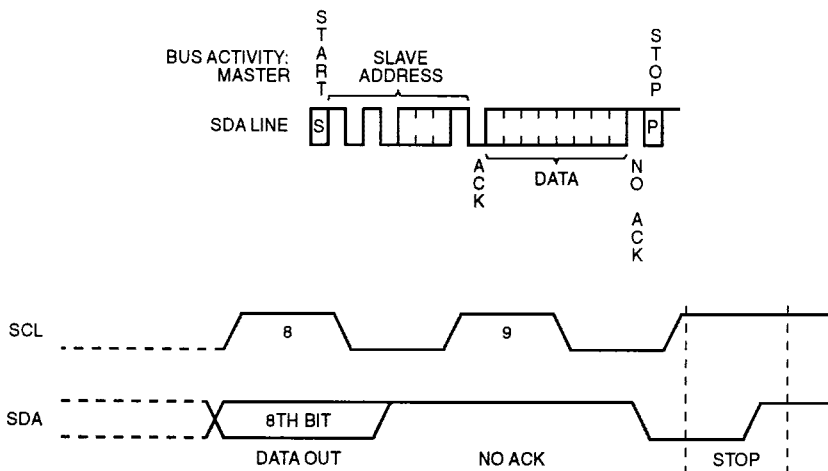 BUS ACTIVITY:
MASTER
START
SLAVE
ADDRESS
STOP
SDA LINE
S
P
ACK
DATA
NO ACK
SCL
8
9
SDA
8TH BIT
DATA OUT
NO ACK
STOP